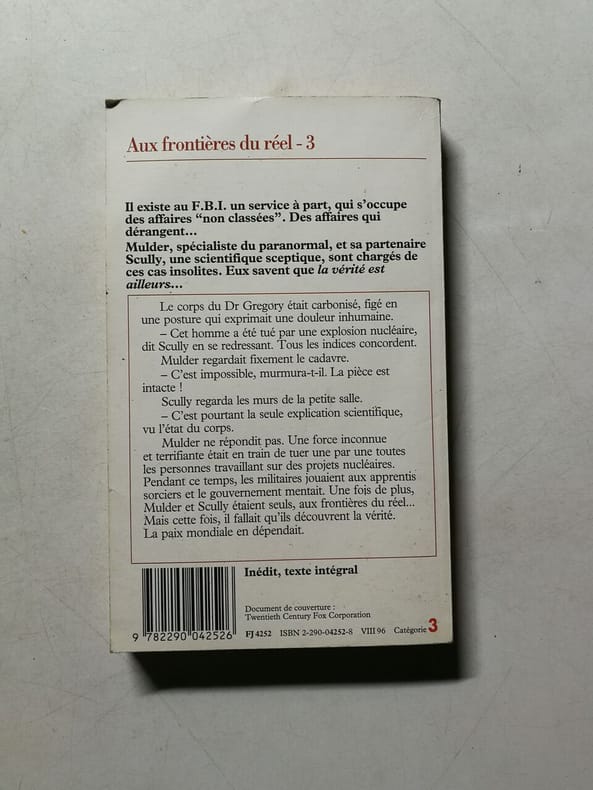 Aux frontières du réel - 3
Il existe au F.B.I. un service à part, qui s'occupe
des affaires “non classées”. Des affaires qui
dérangent...
Mulder, spécialiste du paranormal, et sa partenaire
Scully, une scientifique sceptique, sont chargés de
ces cas insolites. Eux savent que la vérité est
ailleurs...
Le corps du Dr Gregory était carbonisé, figé en
une posture qui exprimait une douleur inhumaine.
– Cet homme a été tué par une explosion nucléaire,
dit Scully en se redressant. Tous les indices concordent.
Mulder regardait fixement le cadavre.
– C'est impossible, murmura-t-il. La pièce est
intacte !
Scully regarda les murs de la petite salle.
– C'est pourtant la seule explication scientifique,
vu l'état du corps.
Mulder ne répondit pas. Une force inconnue
et terrifiante était en train de tuer une par une toutes
les personnes travaillant sur des projets nucléaires.
Pendant ce temps, les militaires jouaient aux apprentis
sorciers et le gouvernement mentait. Une fois de plus,
Mulder et Scully étaient seuls, aux frontières du réel...
Mais cette fois, il fallait qu'ils découvrent la vérité.
La paix mondiale en dépendait.
Inédit, texte intégral
Document de couverture :
Twentieth Century Fox Corporation
9 782290 042526
FJ 4252 ISBN 2-290-04252-8 VIII 96 Catégorie 3